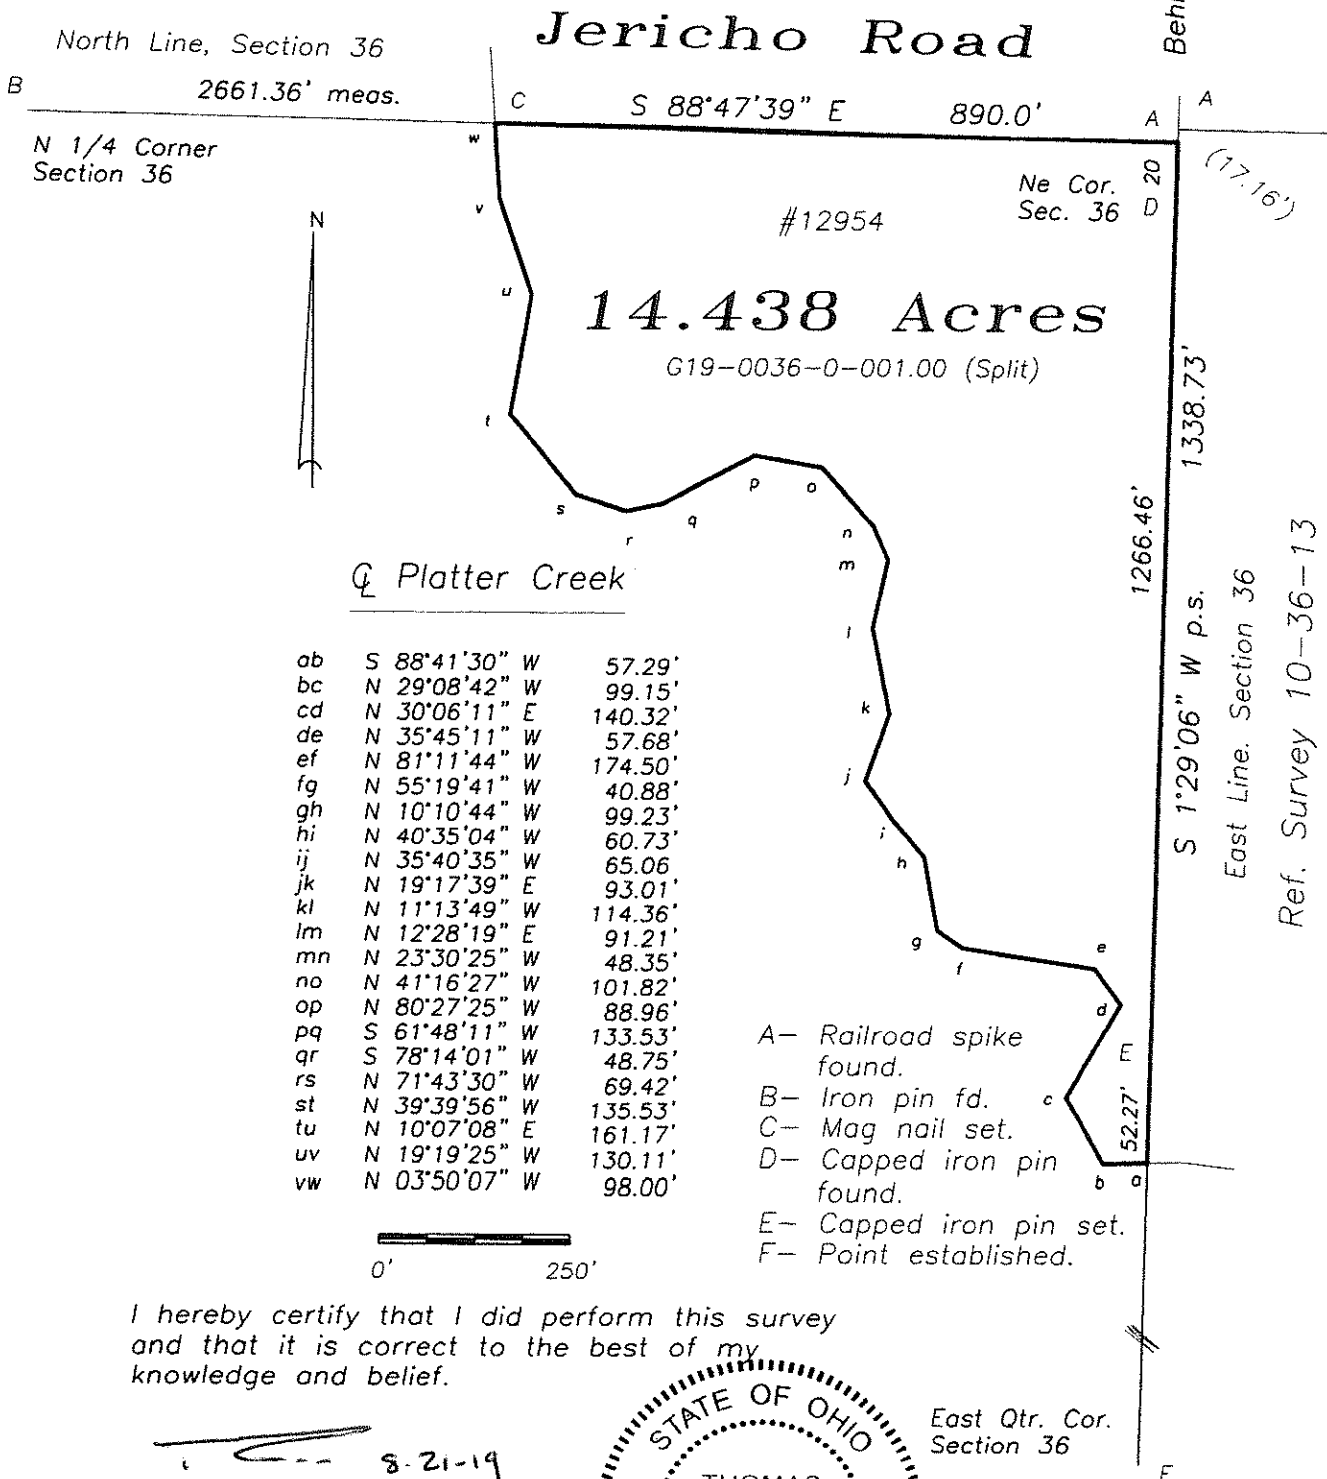 Jericho Road
North Line, Section 36
B
2661.36' meas.
C
S 88°47'39" E
890.0'
A
A
N 1/4 Corner
Section 36
w
v
u
t
s
r
q
p
o
n
m
l
k
j
i
h
g
f
e
d
c
b
a
N
Ne Cor.
Sec. 36
20
D
(17.16')
#12954
14.438 Acres
G19-0036-0-001.00 (Split)
1338.73'
1266.46'
S 1°29'06" W p.s.
East Line. Section 36
Ref. Survey 10-36-13
℄ Platter Creek
ab S 88°41'30" W 57.29'
bc N 29°08'42" W 99.15'
cd N 30°06'11" E 140.32'
de N 35°45'11" W 57.68'
ef N 81°11'44" W 174.50'
fg N 55°19'41" W 40.88'
gh N 10°10'44" W 99.23'
hi N 40°35'04" W 60.73'
ij N 35°40'35" W 65.06
jk N 19°17'39" E 93.01'
kl N 11°13'49" W 114.36'
lm N 12°28'19" E 91.21'
mn N 23°30'25" W 48.35'
no N 41°16'27" W 101.82'
op N 80°27'25" W 88.96'
pq S 61°48'11" W 133.53'
qr S 78°14'01" W 48.75'
rs N 71°43'30" W 69.42'
st N 39°39'56" W 135.53'
tu N 10°07'08" E 161.17'
uv N 19°19'25" W 130.11'
vw N 03°50'07" W 98.00'
E
52.27'
A- Railroad spike
found.
B- Iron pin fd.
C- Mag nail set.
D- Capped iron pin
found.
E- Capped iron pin set.
F- Point established.
0' 250'
I hereby certify that I did perform this survey
and that it is correct to the best of my
knowledge and belief.
8-21-19
STATE OF OHIO
THOMAS
East Qtr. Cor.
Section 36
F